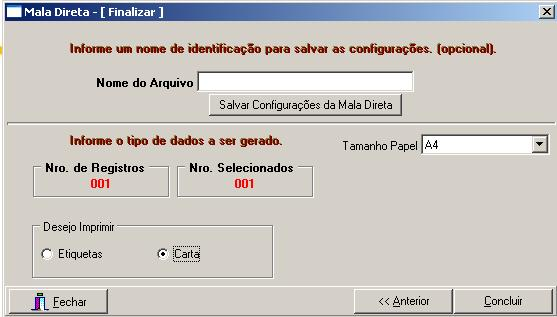 Mala Direta - [ Finalizar ]
Informe um nome de identificação para salvar as configurações. (opcional).
Nome do Arquivo
Salvar Configurações da Mala Direta
Informe o tipo de dados a ser gerado.
Tamanho Papel A4
Nro. de Registros Nro. Selecionados
001 001
Desejo Imprimir
Etiquetas Carta
Fechar << Anterior Concluir